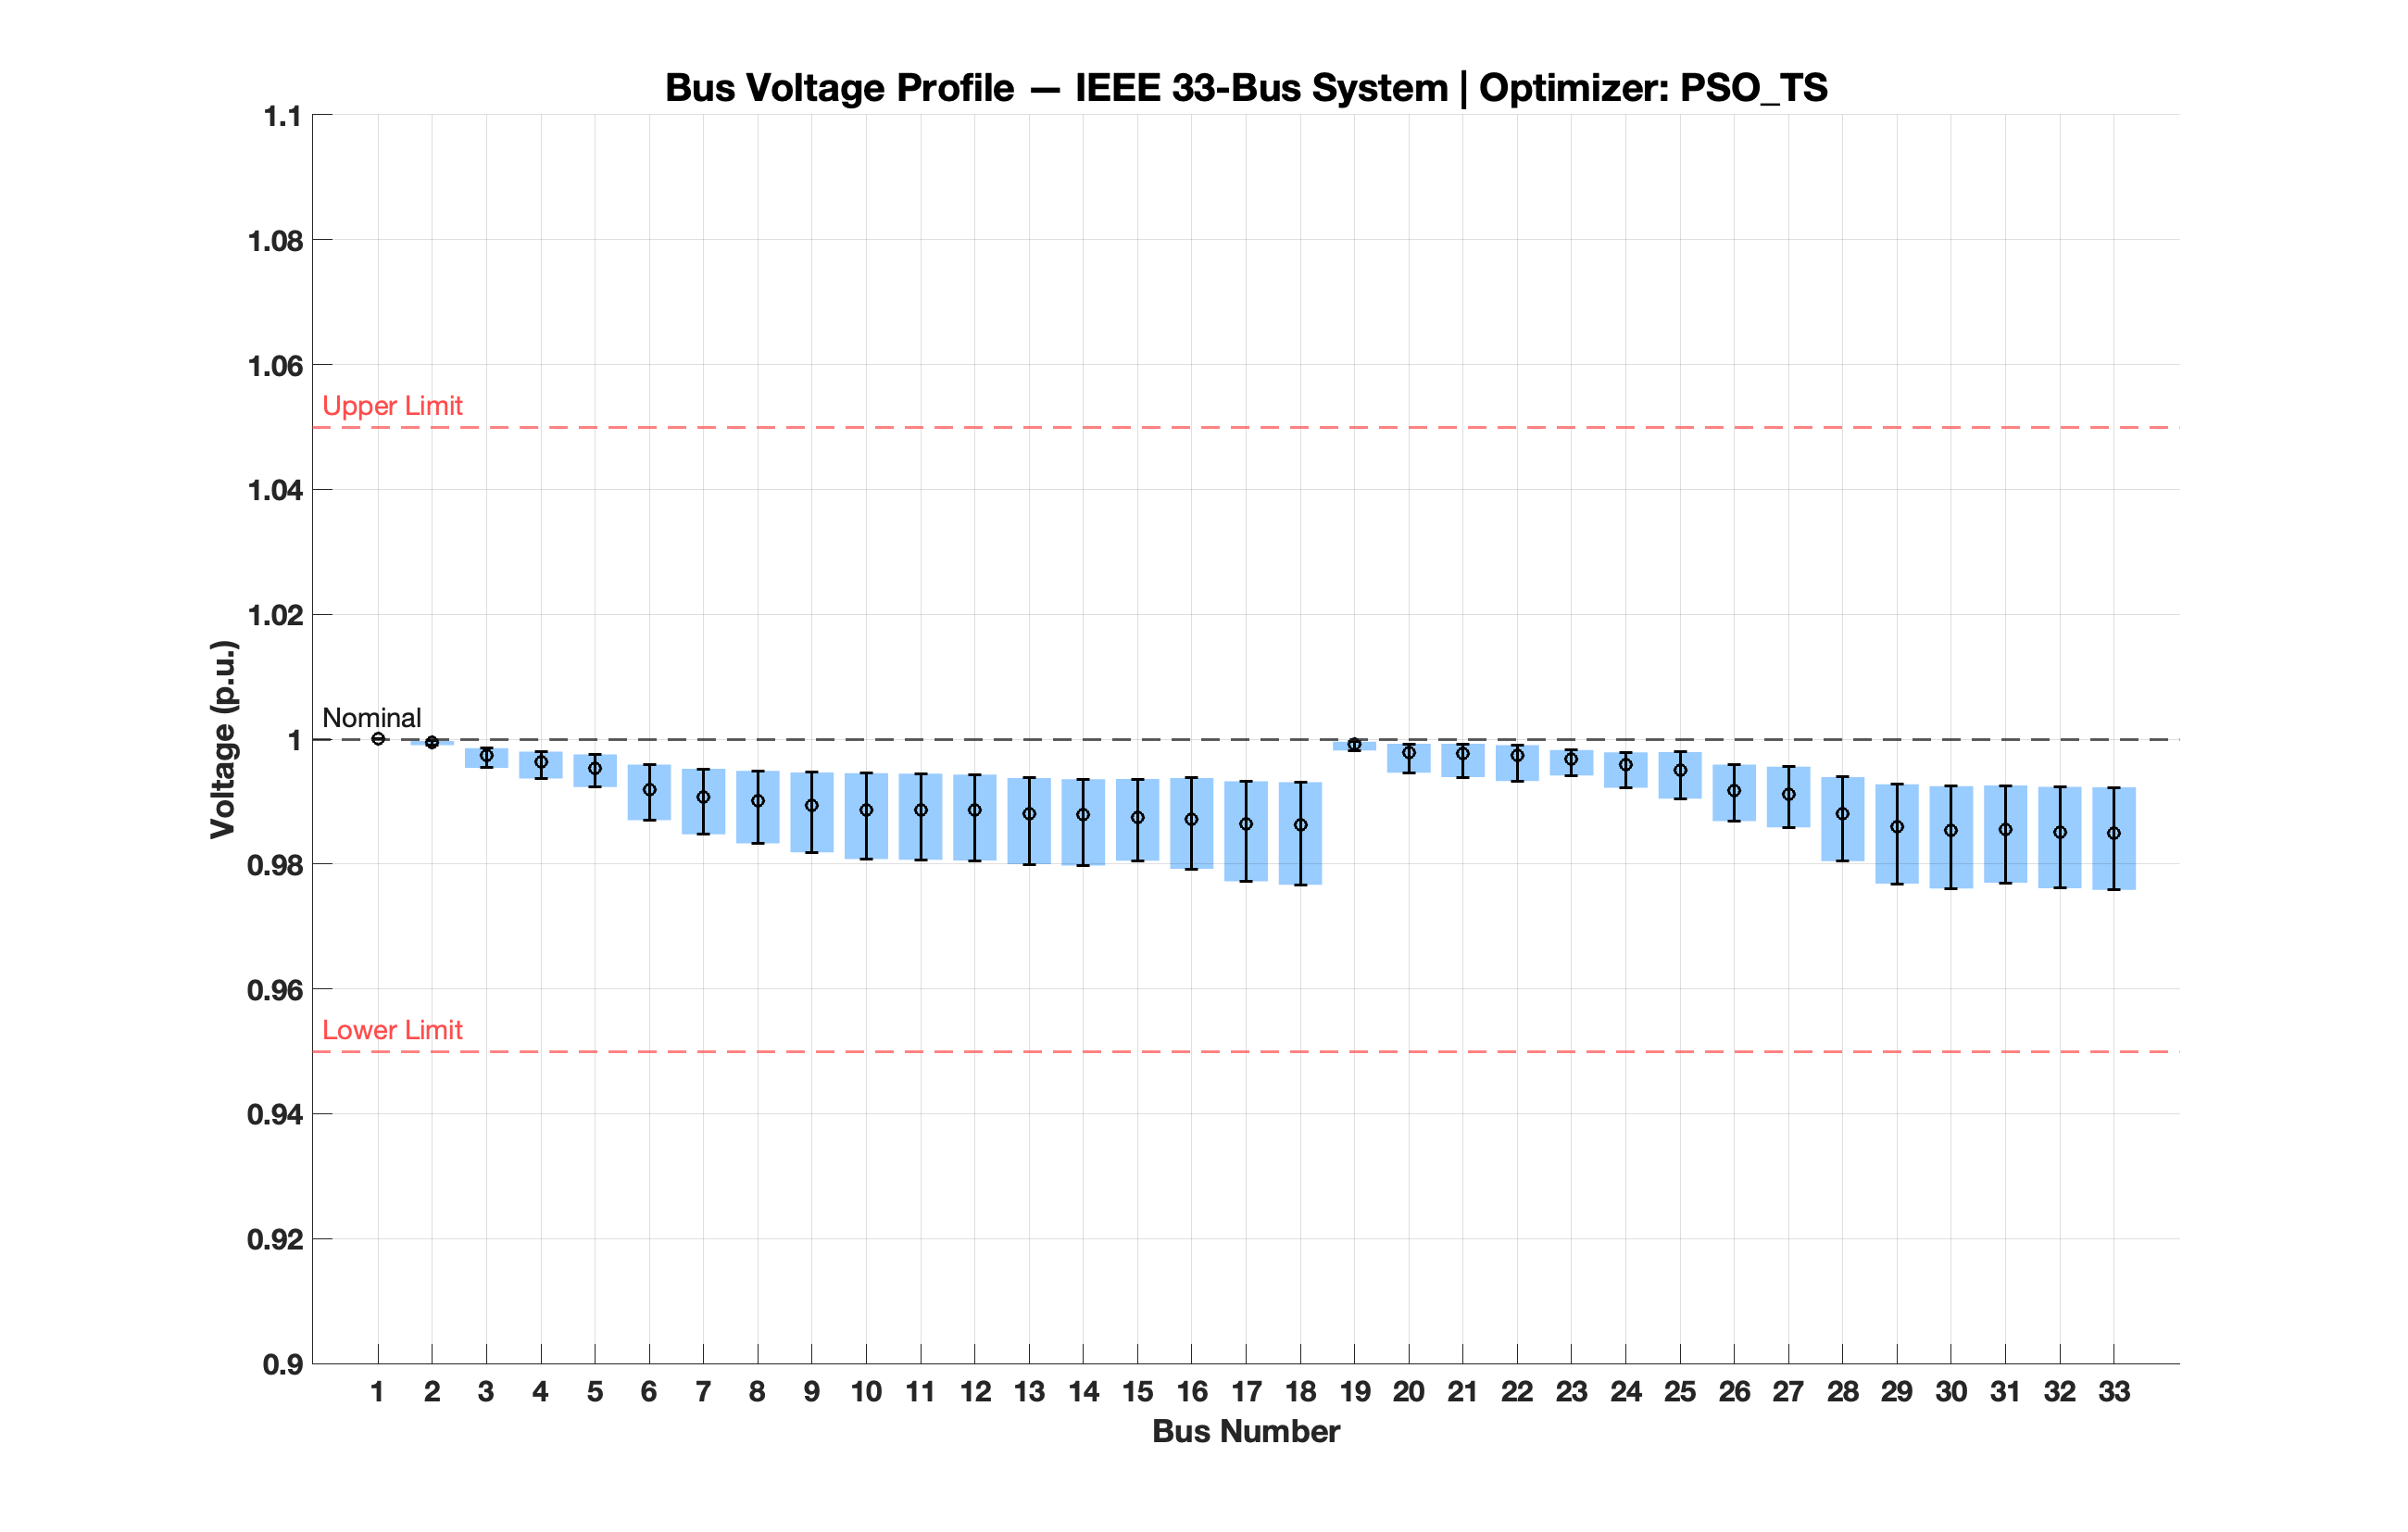 Bus Voltage Profile — IEEE 33-Bus System | Optimizer: PSO_TS
1.1
1.08
1.06
Upper Limit
1.04
1.02
Nominal
1
0.98
0.96
Lower Limit
0.94
0.92
0.9
Voltage (p.u.)
1 2 3 4 5 6 7 8 9 10 11 12 13 14 15 16 17 18 19 20 21 22 23 24 25 26 27 28 29 30 31 32 33
Bus Number